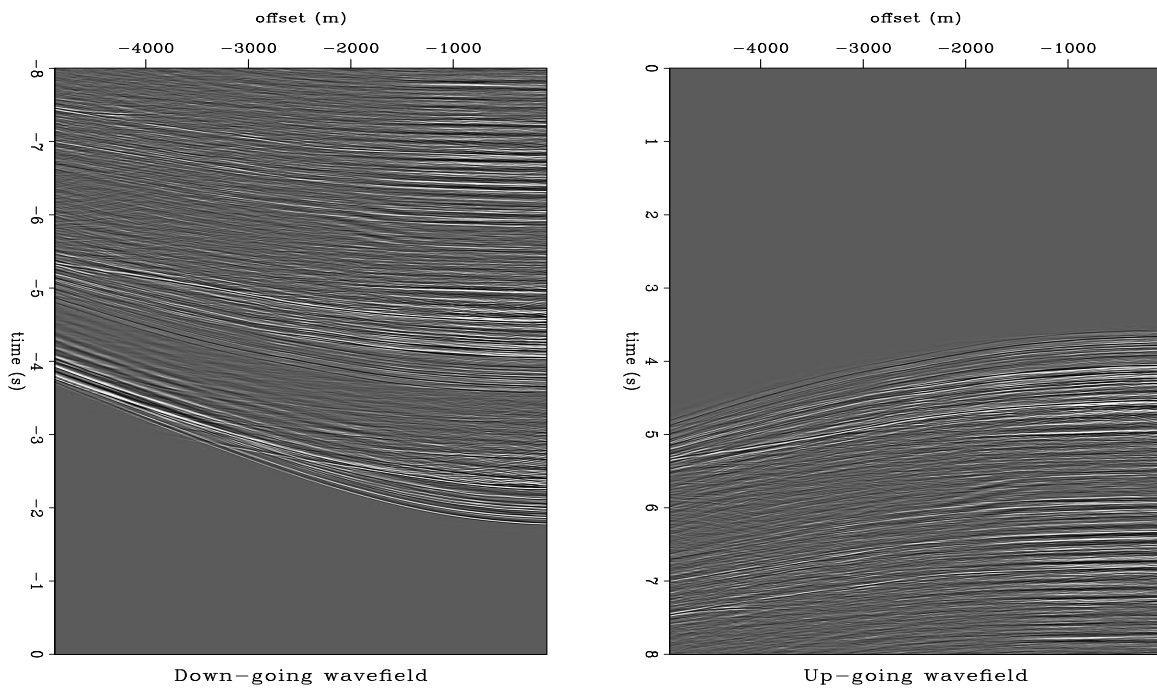 offset (m)
−4000 −3000 −2000 −1000
−8
−7
−6
−5
−4
−3
−2
−1
0
time (s)
Down−going wavefield
offset (m)
−4000 −3000 −2000 −1000
0
1
2
3
4
5
6
7
8
time (s)
Up−going wavefield